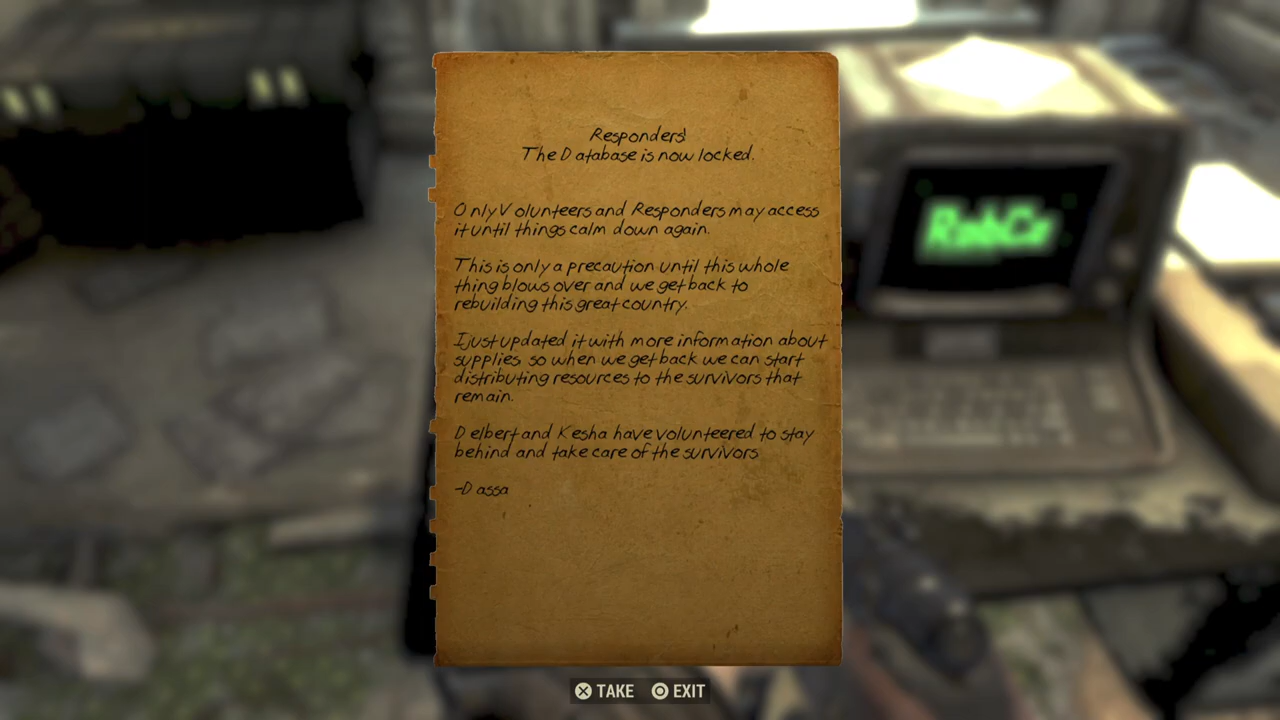 Responders!
The Database is now locked.
Only Volunteers and Responders may access
it until things calm down again.
This is only a precaution until this whole
thing blows over and we get back to
rebuilding this great country.
I just updated it with more information about
supplies, so when we get back we can start
distributing resources to the survivors that
remain.
Delbert and Kesha have volunteered to stay
behind and take care of the survivors
-Dassa
RobCo
TAKE EXIT